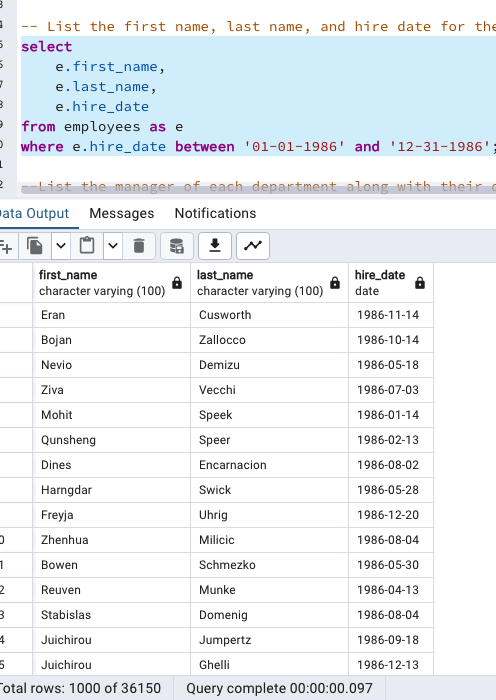 3
4 -- List the first name, last name, and hire date for the
5 select
6 e.first_name,
7 e.last_name,
8 e.hire_date
9 from employees as e
0 where e.hire_date between '01-01-1986' and '12-31-1986';
1
2 --List the manager of each department along with their d
Data Output Messages Notifications
first_name last_name hire_date
character varying (100) character varying (100) date
Eran Cusworth 1986-11-14
Bojan Zallocco 1986-10-14
Nevio Demizu 1986-05-18
Ziva Vecchi 1986-07-03
Mohit Speek 1986-01-14
Qunsheng Speer 1986-02-13
Dines Encarnacion 1986-08-02
Harngdar Swick 1986-05-28
Freyja Uhrig 1986-12-20
0 Zhenhua Milicic 1986-08-04
1 Bowen Schmezko 1986-05-30
2 Reuven Munke 1986-04-13
3 Stabislas Domenig 1986-08-04
4 Juichirou Jumpertz 1986-09-18
5 Juichirou Ghelli 1986-12-13
Total rows: 1000 of 36150 Query complete 00:00:00.097